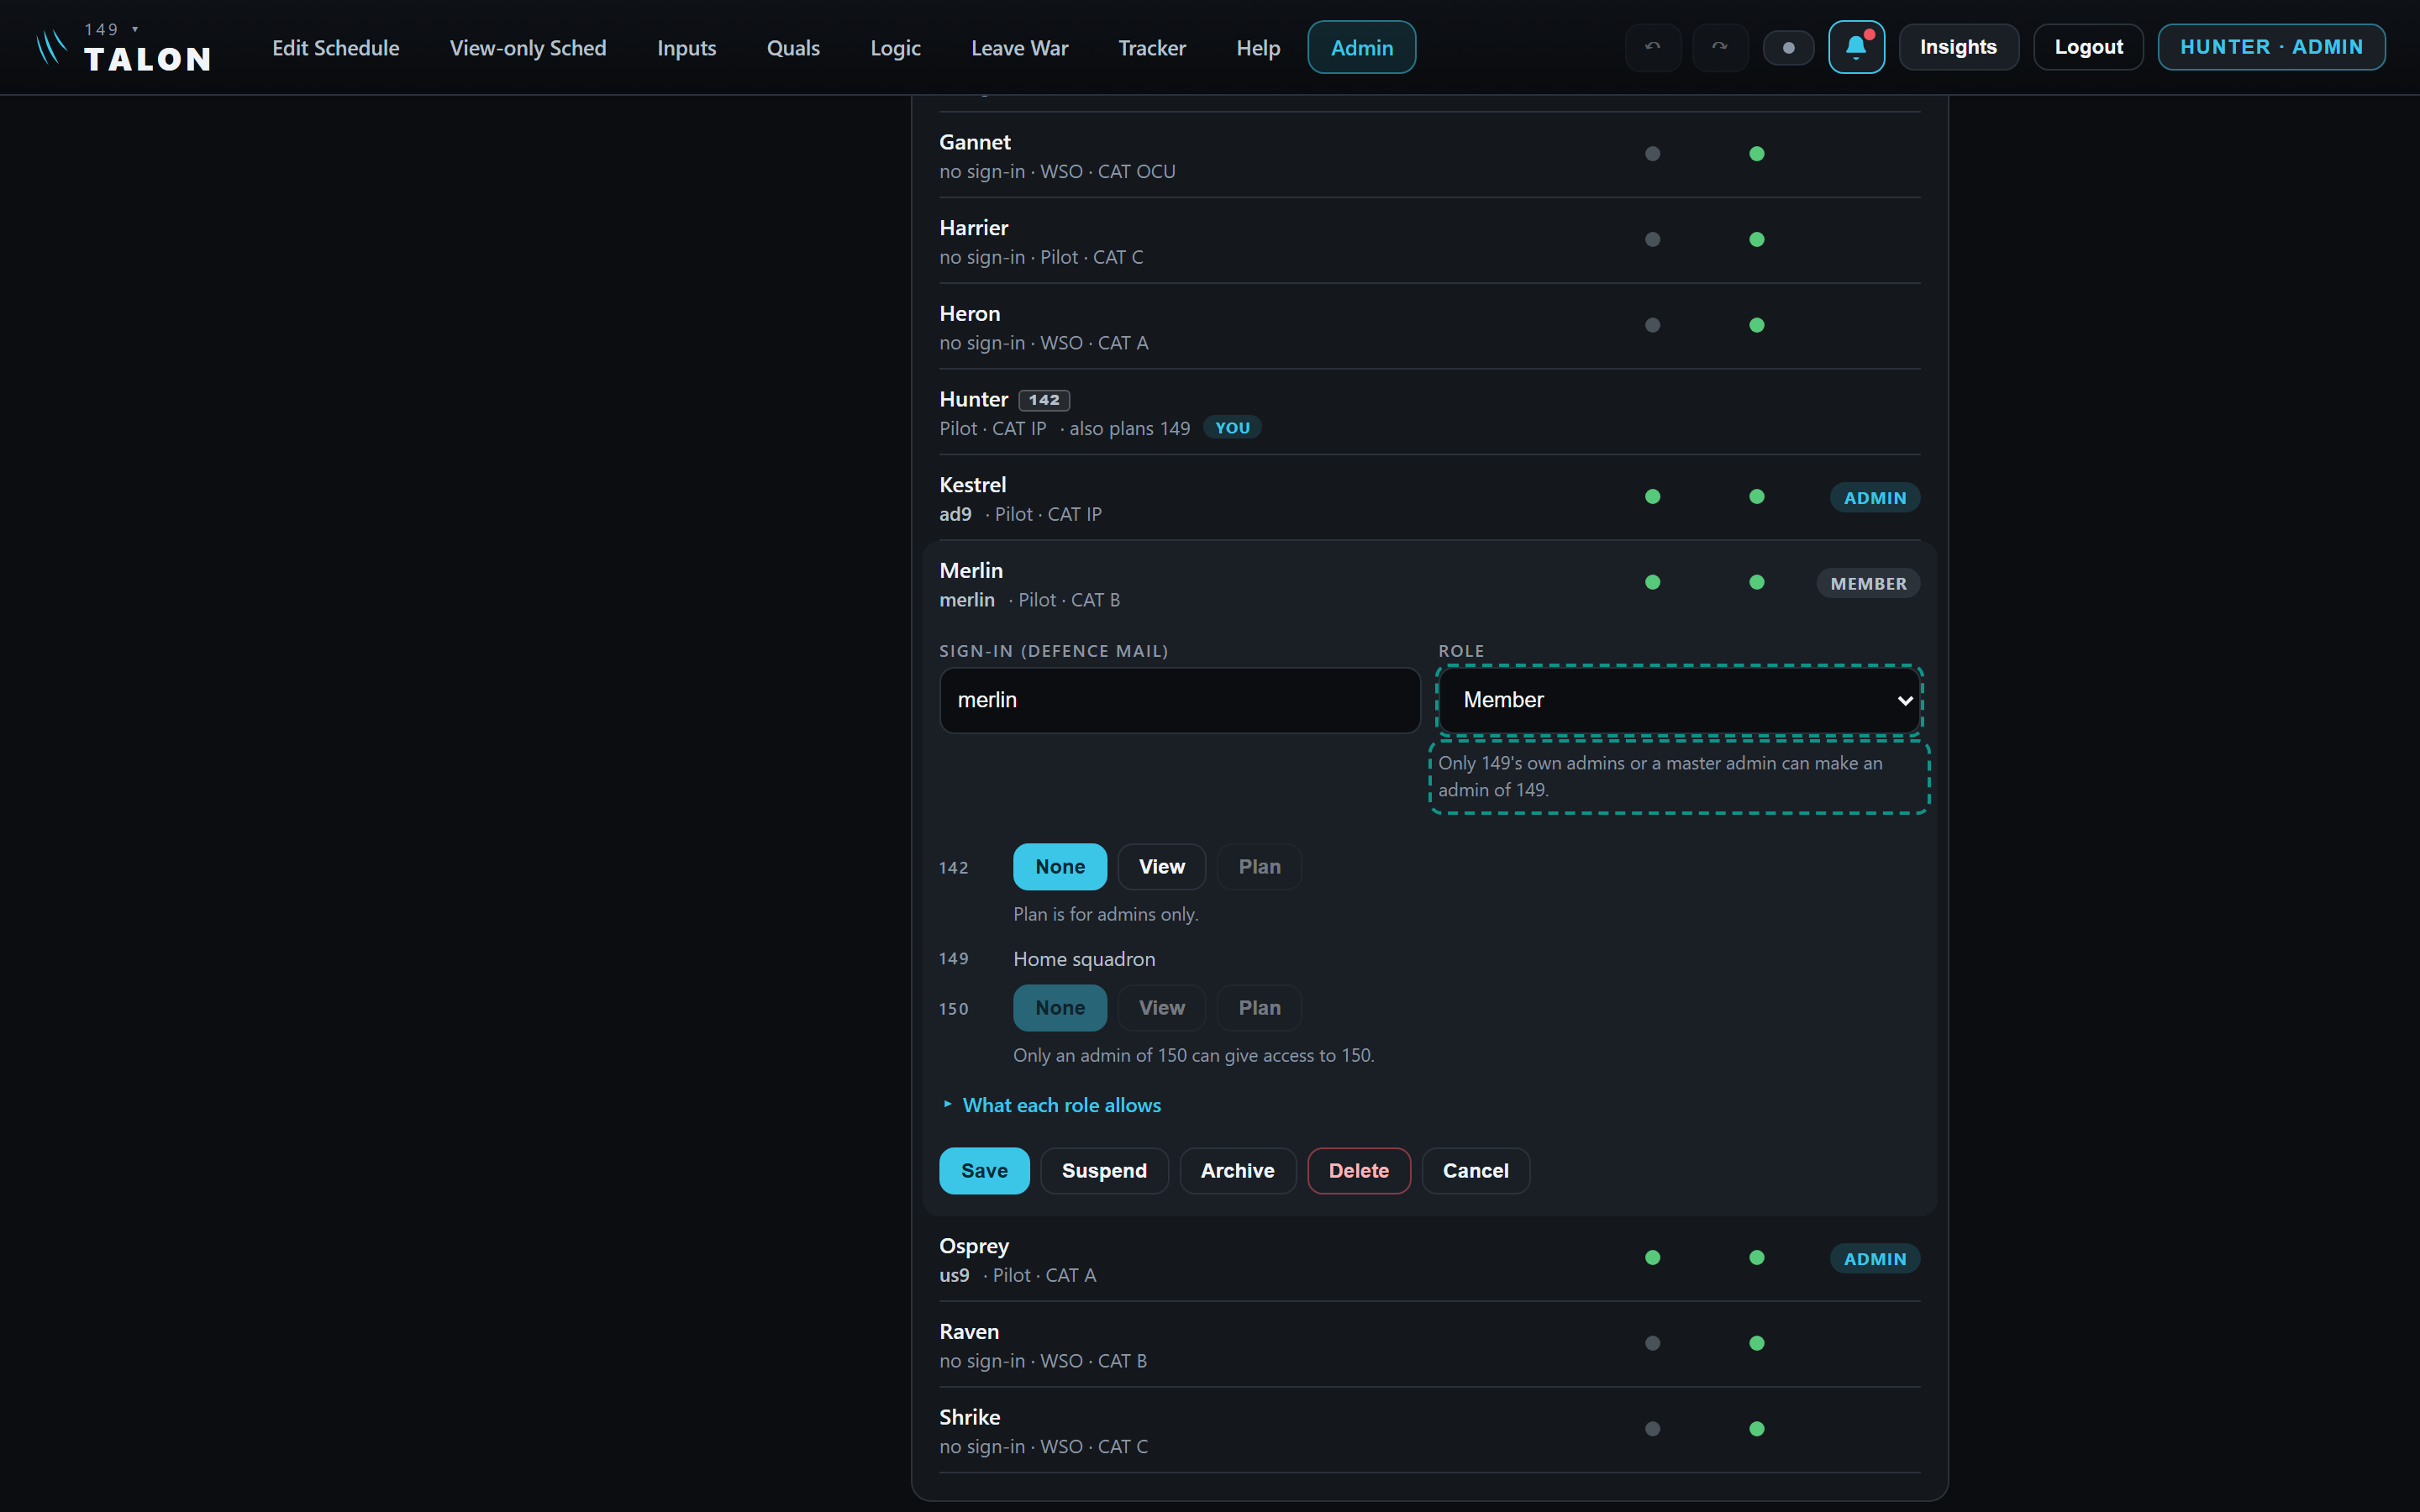 149 ▾
TALON
Edit Schedule
View-only Sched
Inputs
Quals
Logic
Leave War
Tracker
Help
Admin
Insights
Logout
HUNTER · ADMIN
Gannet
no sign-in · WSO · CAT OCU
Harrier
no sign-in · Pilot · CAT C
Heron
no sign-in · WSO · CAT A
Hunter 142
Pilot · CAT IP · also plans 149 YOU
Kestrel
ad9 · Pilot · CAT IP
ADMIN
Merlin
merlin · Pilot · CAT B
MEMBER
SIGN-IN (DEFENCE MAIL)
merlin
ROLE
Member
Only 149's own admins or a master admin can make an
admin of 149.
142 None View Plan
Plan is for admins only.
149 Home squadron
150 None View Plan
Only an admin of 150 can give access to 150.
▸ What each role allows
Save Suspend Archive Delete Cancel
Osprey
us9 · Pilot · CAT A
ADMIN
Raven
no sign-in · WSO · CAT B
Shrike
no sign-in · WSO · CAT C